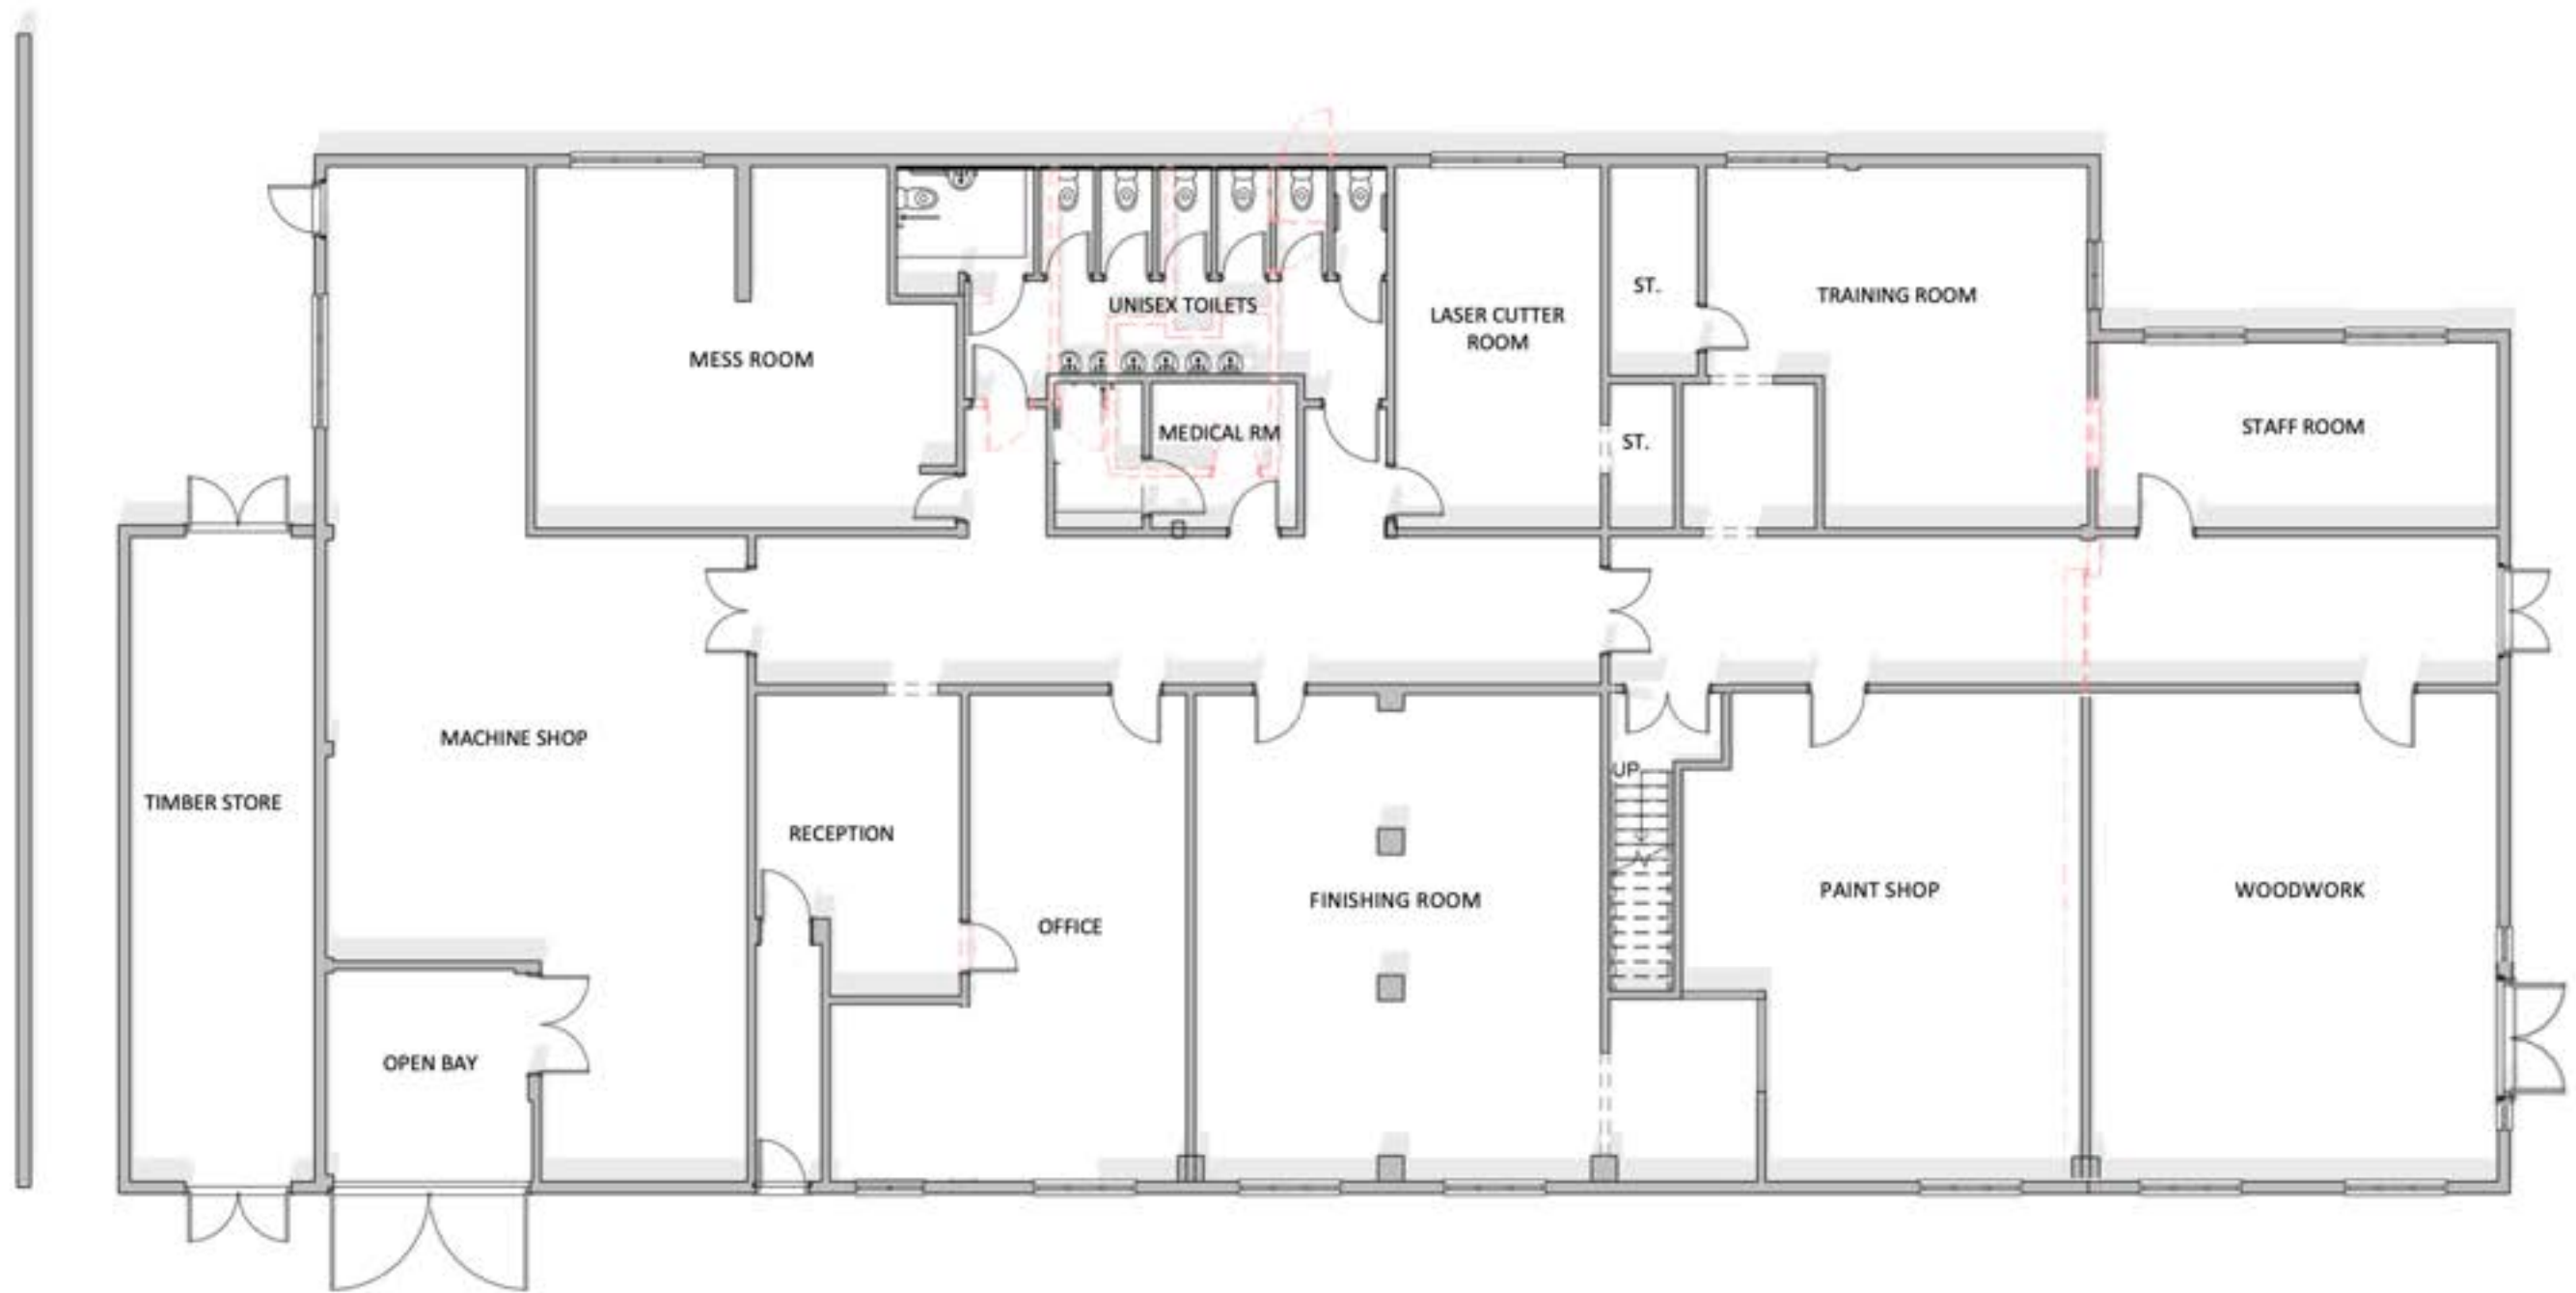 UNISEX TOILETS
ST.
TRAINING ROOM
LASER CUTTER
ROOM
MESS ROOM
MEDICAL RM
ST.
STAFF ROOM
MACHINE SHOP
TIMBER STORE
RECEPTION
UP
PAINT SHOP
WOODWORK
FINISHING ROOM
OFFICE
OPEN BAY